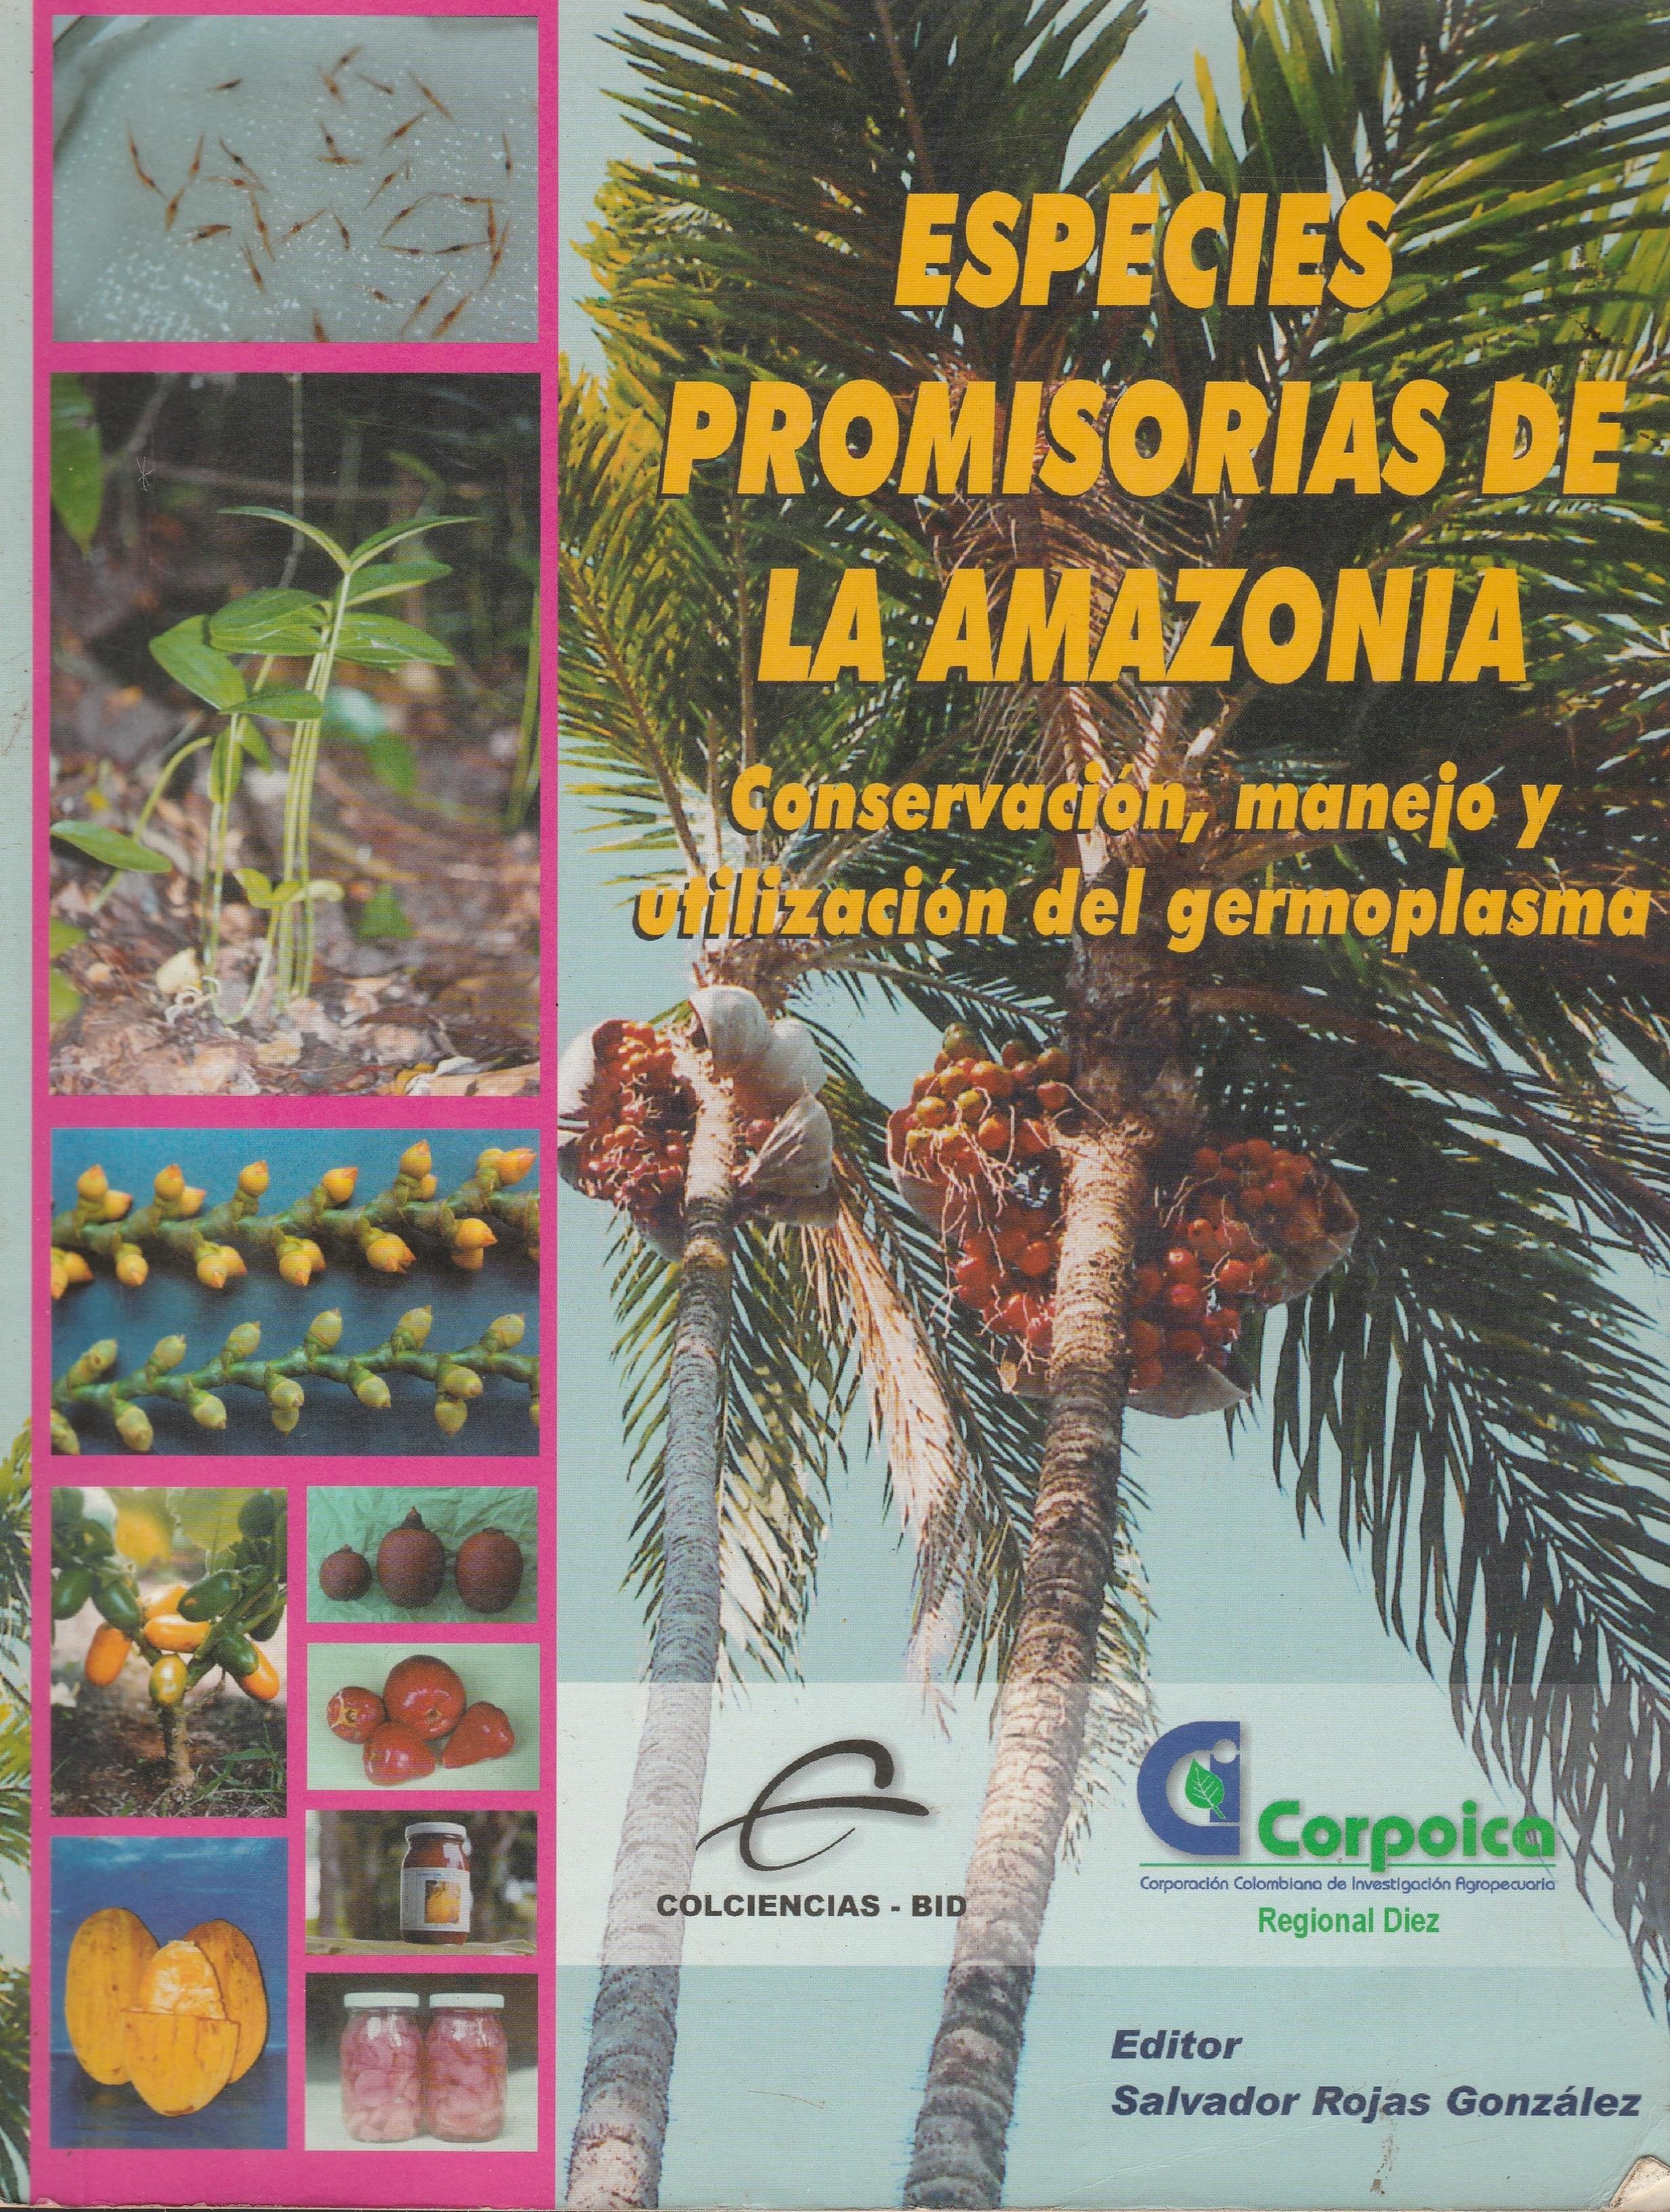 ESPECIES
PROMISORIAS DE
LA AMAZONIA
Conservación, manejo y
utilización del germoplasma
COLCIENCIAS - BID
Corpoica
Corporación Colombiana de Investigación Agropecuaria
Regional Diez
Editor
Salvador Rojas González